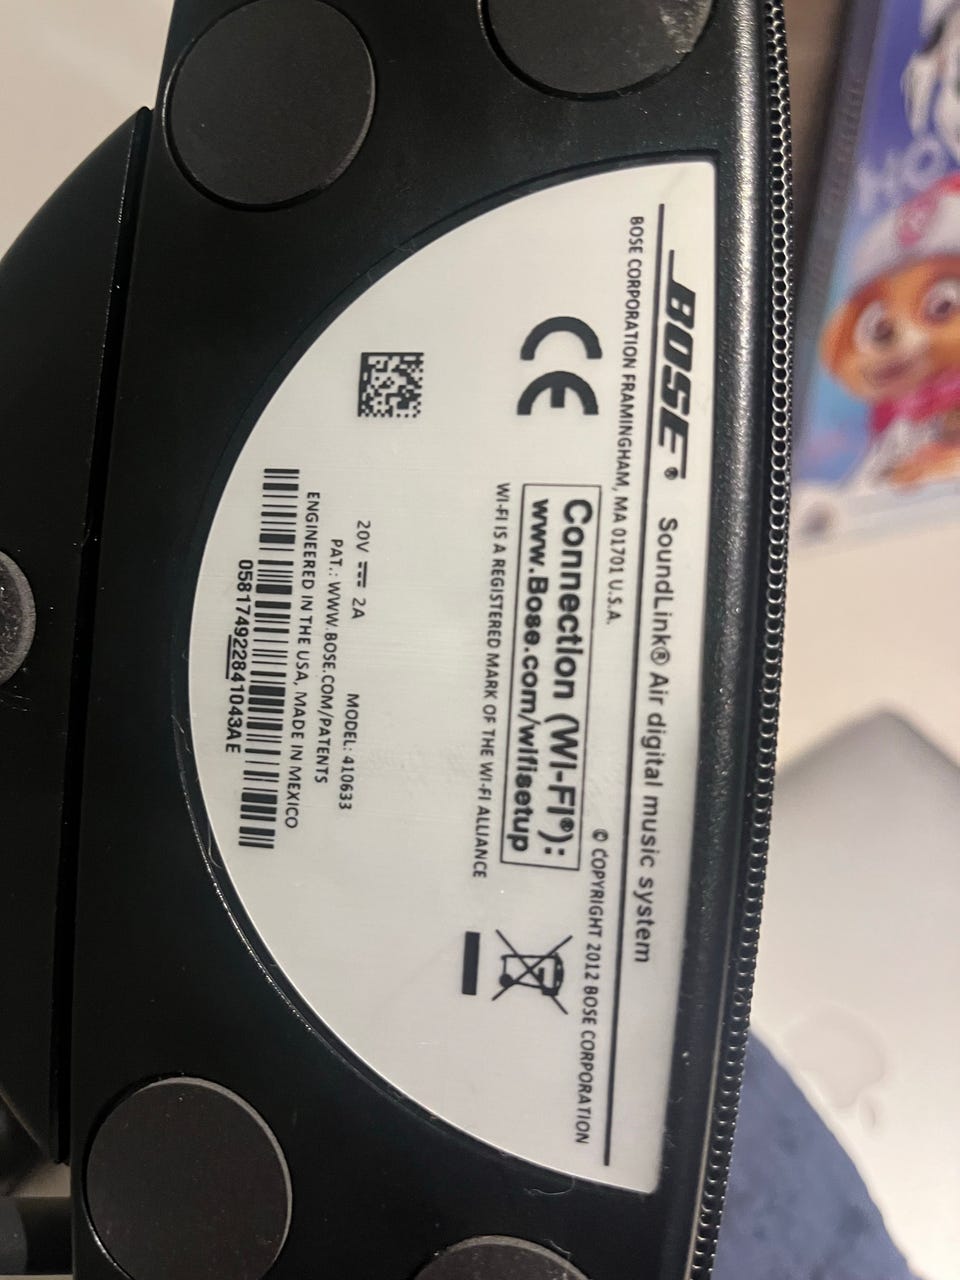 BOSE® SoundLink® Air digital music system
BOSE CORPORATION FRAMINGHAM, MA 01701 U.S.A.
© COPYRIGHT 2012 BOSE CORPORATION
CE
Connection (WI-FI®):
www.Bose.com/wifisetup
WI-FI IS A REGISTERED MARK OF THE WI-FI ALLIANCE
20V ⎓ 2A
MODEL: 410633
PAT.: WWW.BOSE.COM/PATENTS
ENGINEERED IN THE USA, MADE IN MEXICO
058174922841043AE